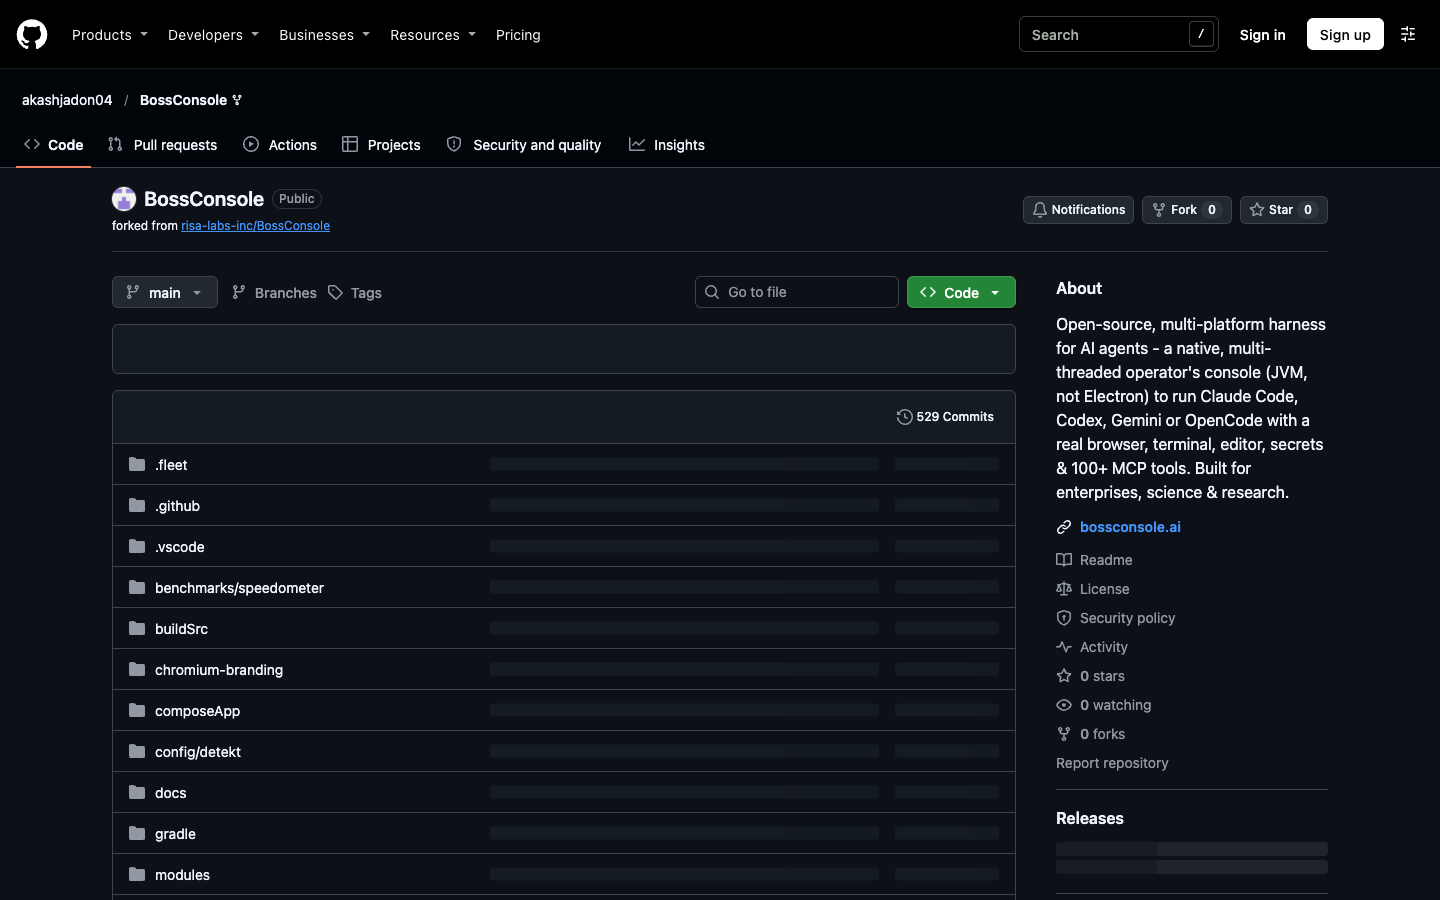 Products
Developers
Businesses
Resources
Pricing
Search
/
Sign in
Sign up
akashjadon04 / BossConsole
Code
Pull requests
Actions
Projects
Security and quality
Insights
BossConsole
Public
forked from risa-labs-inc/BossConsole
Notifications
Fork 0
Star 0
main
Branches
Tags
Go to file
Code
529 Commits
.fleet
.github
.vscode
benchmarks/speedometer
buildSrc
chromium-branding
composeApp
config/detekt
docs
gradle
modules
About
Open-source, multi-platform harness
for AI agents - a native, multi-
threaded operator's console (JVM,
not Electron) to run Claude Code,
Codex, Gemini or OpenCode with a
real browser, terminal, editor, secrets
& 100+ MCP tools. Built for
enterprises, science & research.
bossconsole.ai
Readme
License
Security policy
Activity
0 stars
0 watching
0 forks
Report repository
Releases